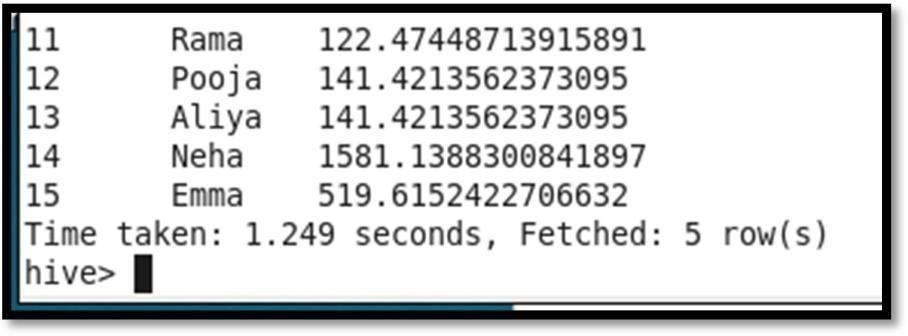 11 Rama 122.47448713915891
12 Pooja 141.4213562373095
13 Aliya 141.4213562373095
14 Neha 1581.1388300841897
15 Emma 519.6152422706632
Time taken: 1.249 seconds, Fetched: 5 row(s)
hive>